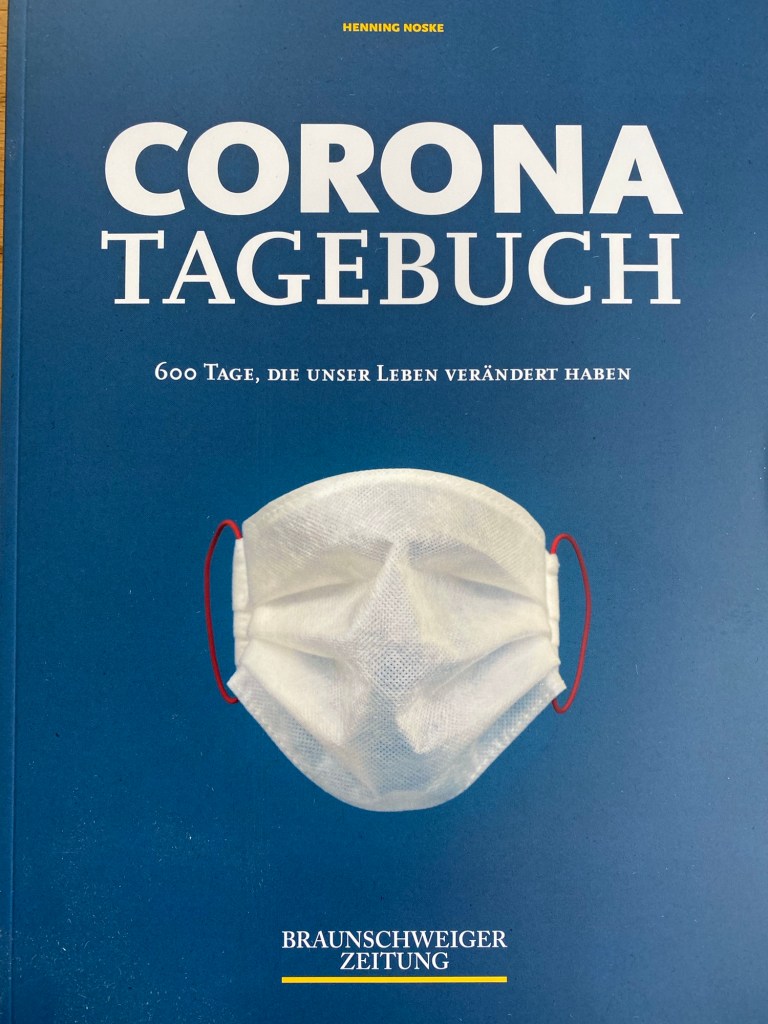 HENNING NOSKE
CORONA
TAGEBUCH
600 TAGE, DIE UNSER LEBEN VERÄNDERT HABEN
BRAUNSCHWEIGER
ZEITUNG